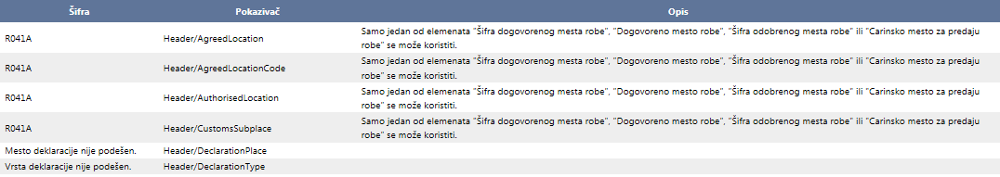 Šifra Pokazivač Opis
Samo jedan od elemenata "Šifra dogovorenog mesta robe", "Dogovoreno mesto robe", "Šifra odobrenog mesta robe" ili "Carinsko mesto za predaju
R041A Header/AgreedLocation
robe" se može koristiti.
Samo jedan od elemenata "Šifra dogovorenog mesta robe", "Dogovoreno mesto robe", "Šifra odobrenog mesta robe" ili "Carinsko mesto za predaju
R041A Header/AgreedLocationCode
robe" se može koristiti.
Samo jedan od elemenata "Šifra dogovorenog mesta robe", "Dogovoreno mesto robe", "Šifra odobrenog mesta robe" ili "Carinsko mesto za predaju
R041A Header/AuthorisedLocation
robe" se može koristiti.
Samo jedan od elemenata "Šifra dogovorenog mesta robe", "Dogovoreno mesto robe", "Šifra odobrenog mesta robe" ili "Carinsko mesto za predaju
R041A Header/CustomsSubplace
robe" se može koristiti.
Mesto deklaracije nije podešen. Header/DeclarationPlace
Vrsta deklaracije nije podešen. Header/DeclarationType